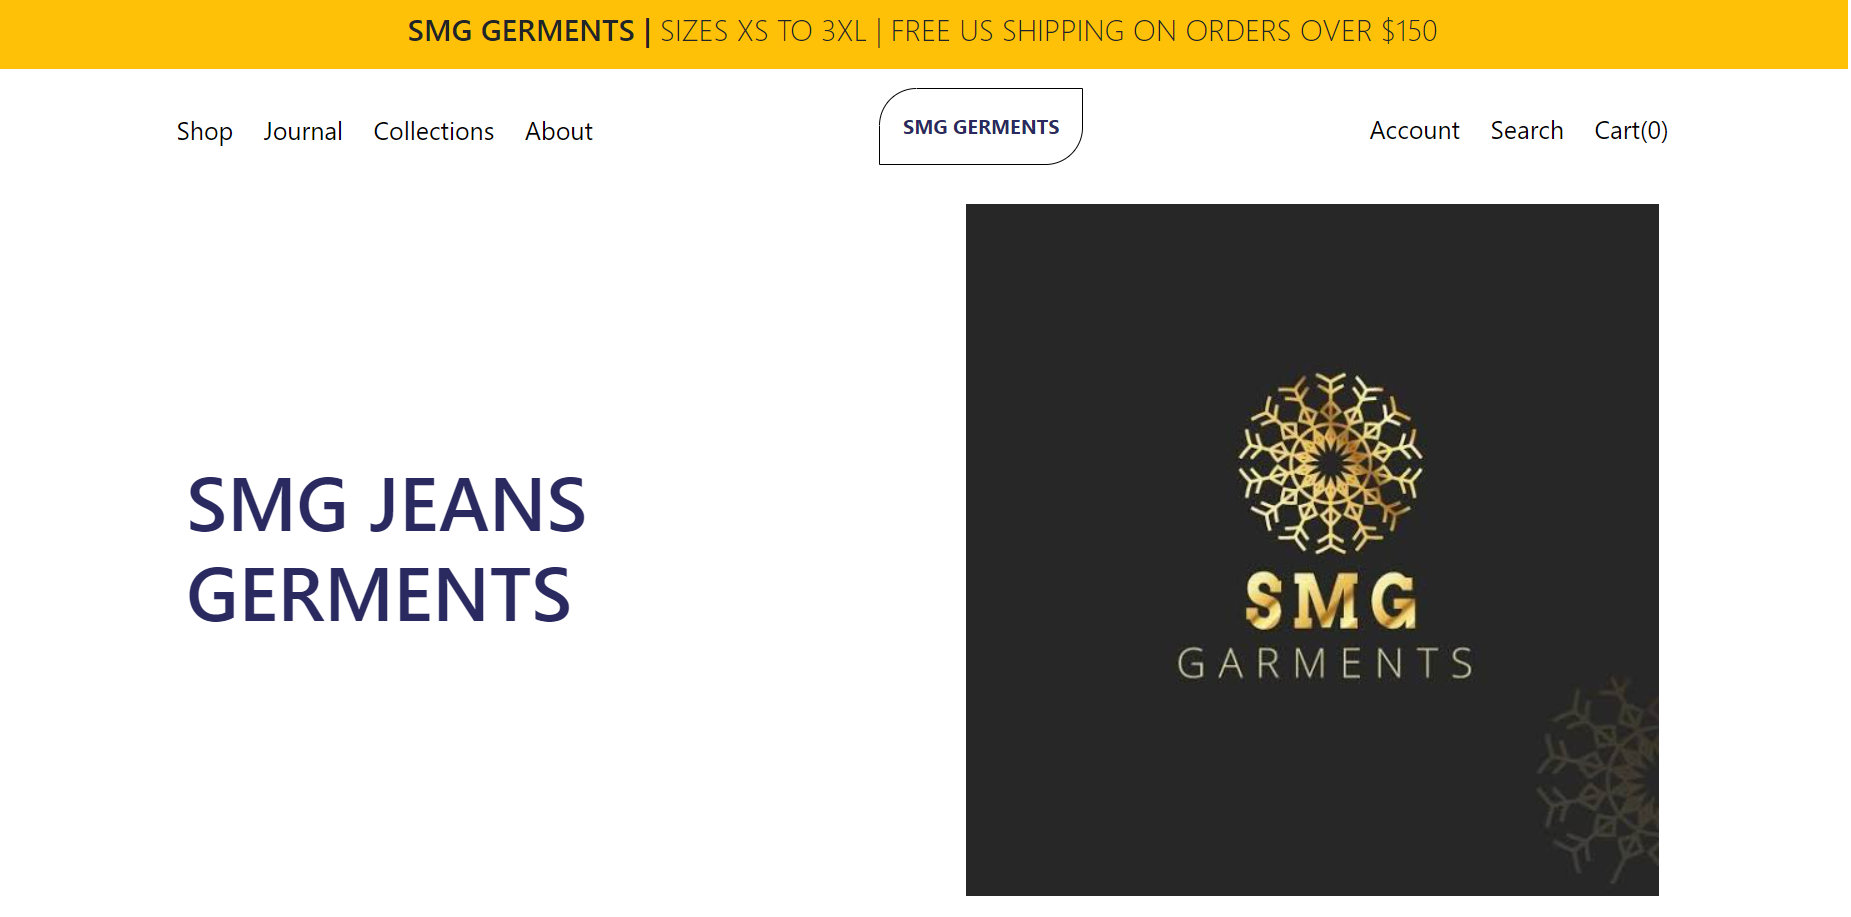 SMG GERMENTS | SIZES XS TO 3XL | FREE US SHIPPING ON ORDERS OVER $150
Shop Journal Collections About
SMG GERMENTS
Account Search Cart(0)
SMG JEANS
GERMENTS
SMG
GARMENTS